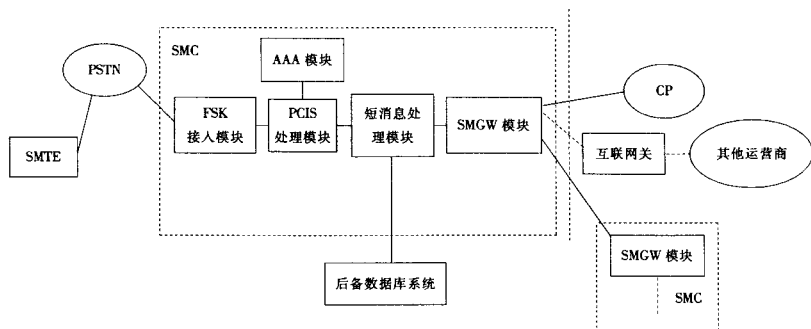 SMC
AAA 模块
PSTN
FSK
接入模块
PCIS
处理模块
短消息处
理模块
SMGW 模块
CP
SMTE
互联网关
其他运营商
后备数据库系统
SMGW 模块
SMC